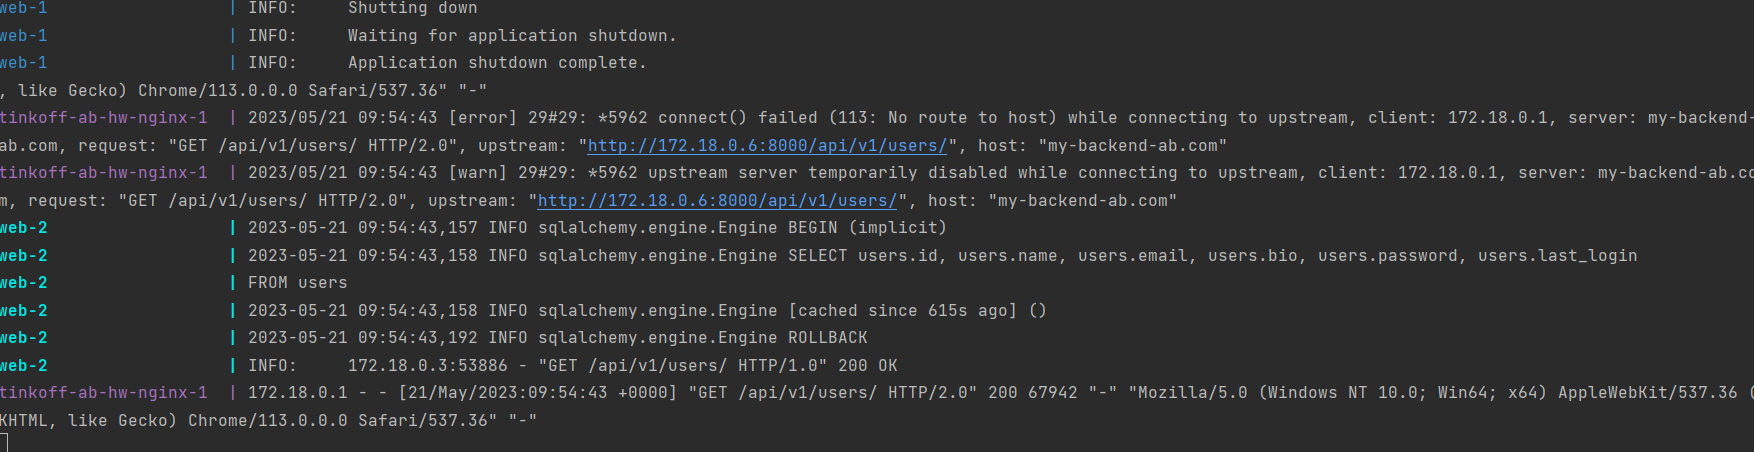 web-1 | INFO: Shutting down
web-1 | INFO: Waiting for application shutdown.
web-1 | INFO: Application shutdown complete.
, like Gecko) Chrome/113.0.0.0 Safari/537.36" "-"
tinkoff-ab-hw-nginx-1 | 2023/05/21 09:54:43 [error] 29#29: *5962 connect() failed (113: No route to host) while connecting to upstream, client: 172.18.0.1, server: my-backend-
ab.com, request: "GET /api/v1/users/ HTTP/2.0", upstream: "http://172.18.0.6:8000/api/v1/users/", host: "my-backend-ab.com"
tinkoff-ab-hw-nginx-1 | 2023/05/21 09:54:43 [warn] 29#29: *5962 upstream server temporarily disabled while connecting to upstream, client: 172.18.0.1, server: my-backend-ab.co
m, request: "GET /api/v1/users/ HTTP/2.0", upstream: "http://172.18.0.6:8000/api/v1/users/", host: "my-backend-ab.com"
web-2 | 2023-05-21 09:54:43,157 INFO sqlalchemy.engine.Engine BEGIN (implicit)
web-2 | 2023-05-21 09:54:43,158 INFO sqlalchemy.engine.Engine SELECT users.id, users.name, users.email, users.bio, users.password, users.last_login
web-2 | FROM users
web-2 | 2023-05-21 09:54:43,158 INFO sqlalchemy.engine.Engine [cached since 615s ago] ()
web-2 | 2023-05-21 09:54:43,192 INFO sqlalchemy.engine.Engine ROLLBACK
web-2 | INFO: 172.18.0.3:53886 - "GET /api/v1/users/ HTTP/1.0" 200 OK
tinkoff-ab-hw-nginx-1 | 172.18.0.1 - - [21/May/2023:09:54:43 +0000] "GET /api/v1/users/ HTTP/2.0" 200 67942 "-" "Mozilla/5.0 (Windows NT 10.0; Win64; x64) AppleWebKit/537.36 (
KHTML, like Gecko) Chrome/113.0.0.0 Safari/537.36" "-"